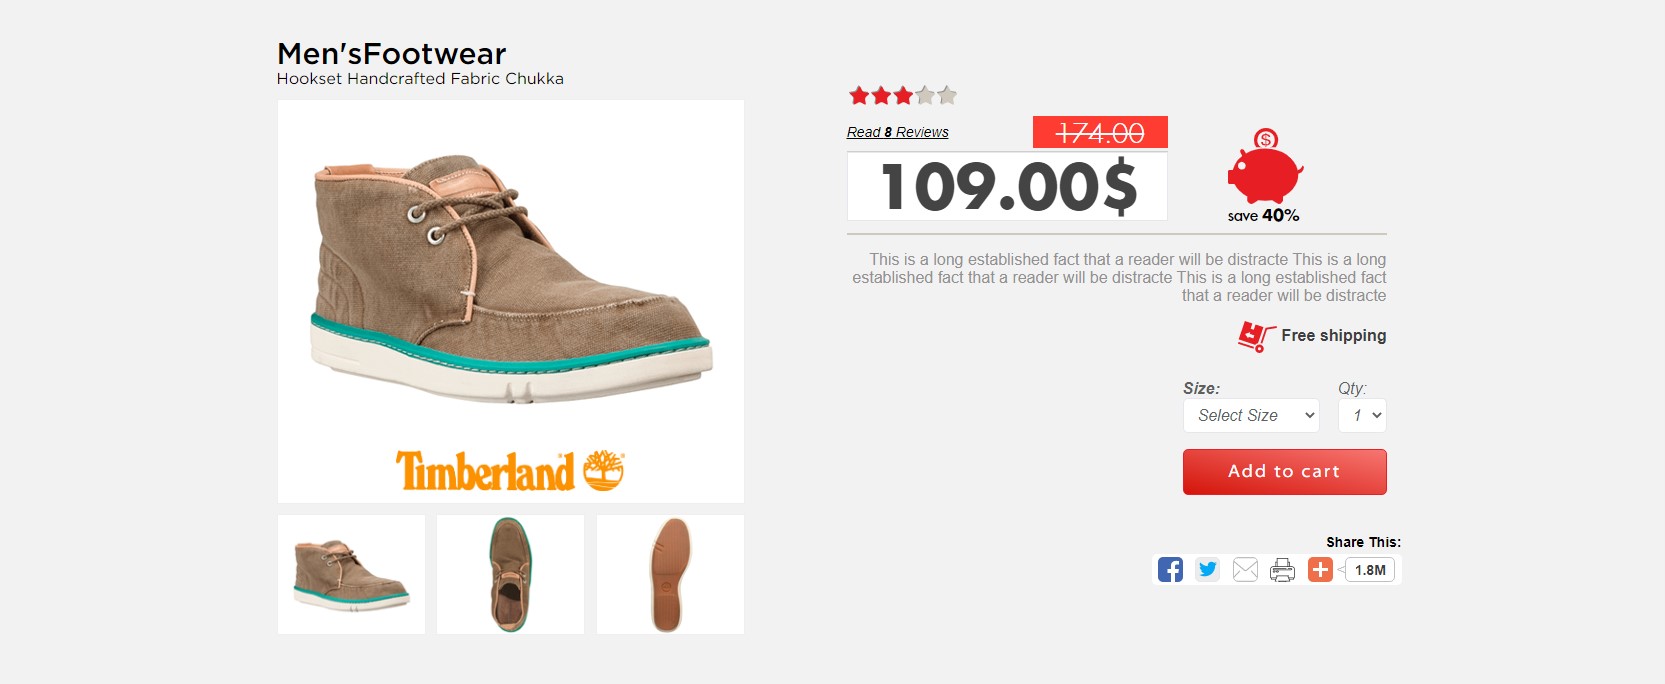 Men'sFootwear
Hookset Handcrafted Fabric Chukka
Timberland
Read 8 Reviews
174.00
109.00$
$
save 40%
This is a long established fact that a reader will be distracte This is a long
established fact that a reader will be distracte This is a long established fact
that a reader will be distracte
Free shipping
Size:
Qty:
Select Size
1
Add to cart
Share This:
1.8M